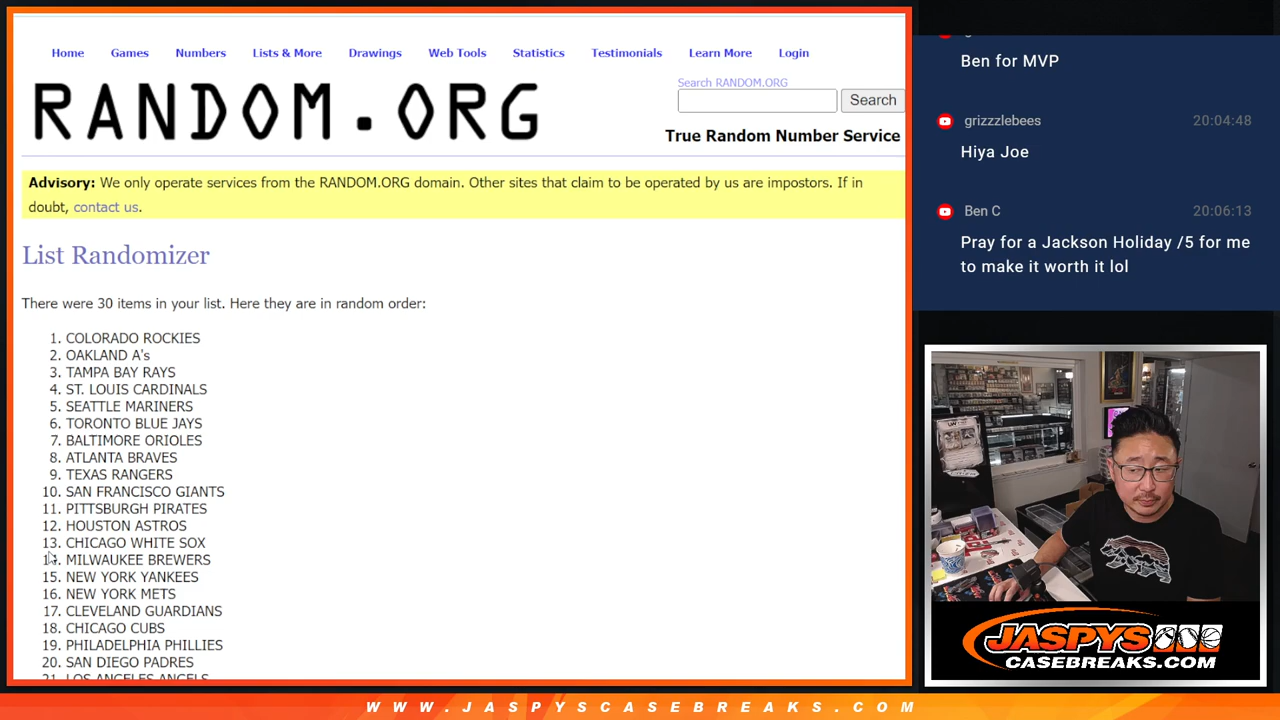 Home Games Numbers Lists & More Drawings Web Tools Statistics Testimonials Learn More Login
RANDOM.ORG
Search RANDOM.ORG
Search
True Random Number Service
Advisory: We only operate services from the RANDOM.ORG domain. Other sites that claim to be operated by us are impostors. If in
doubt, contact us.
List Randomizer
There were 30 items in your list. Here they are in random order:
1. COLORADO ROCKIES
2. OAKLAND A's
3. TAMPA BAY RAYS
4. ST. LOUIS CARDINALS
5. SEATTLE MARINERS
6. TORONTO BLUE JAYS
7. BALTIMORE ORIOLES
8. ATLANTA BRAVES
9. TEXAS RANGERS
10. SAN FRANCISCO GIANTS
11. PITTSBURGH PIRATES
12. HOUSTON ASTROS
13. CHICAGO WHITE SOX
14. MILWAUKEE BREWERS
15. NEW YORK YANKEES
16. NEW YORK METS
17. CLEVELAND GUARDIANS
18. CHICAGO CUBS
19. PHILADELPHIA PHILLIES
20. SAN DIEGO PADRES
21. LOS ANGELES ANGELS
Ben for MVP
grizzzlebees 20:04:48
Hiya Joe
Ben C 20:06:13
Pray for a Jackson Holiday /5 for me
to make it worth it lol
JASPYS
CASEBREAKS.COM
WWW.JASPYSCASEBREAKS.COM